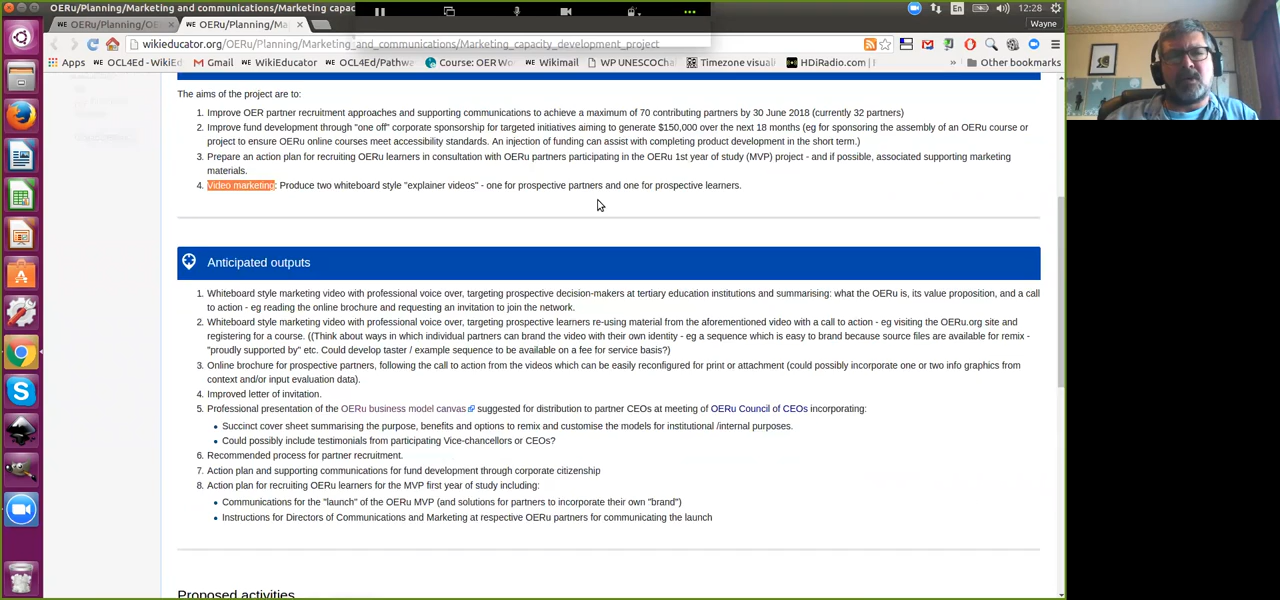 OERu/Planning/Marketing and communications/Marketing capac
En
12:28
WE OERu/Planning/OE
WE OERu/Planning/Ma
Wayne
wikieducator.org/OERu/Planning/Marketing_and_communications/Marketing_capacity_development_project
Apps
WE OCL4Ed - WikiEd
Gmail
WE WikiEducator
WE OCL4Ed/Pathw
Course: OER Wo
WE Wikimail
WP UNESCOCha
Timezone visuali
HDiRadio.com |
» Other bookmarks
The aims of the project are to:
1. Improve OER partner recruitment approaches and supporting communications to achieve a maximum of 70 contributing partners by 30 June 2018 (currently 32 partners)
2. Improve fund development through "one off" corporate sponsorship for targeted initiatives aiming to generate $150,000 over the next 18 months (eg for sponsoring the assembly of an OERu course or
project to ensure OERu online courses meet accessibility standards. An injection of funding can assist with completing product development in the short term.)
3. Prepare an action plan for recruiting OERu learners in consultation with OERu partners participating in the OERu 1st year of study (MVP) project - and if possible, associated supporting marketing
materials.
4. Video marketing: Produce two whiteboard style "explainer videos" - one for prospective partners and one for prospective learners.
Anticipated outputs
1. Whiteboard style marketing video with professional voice over, targeting prospective decision-makers at tertiary education institutions and summarising: what the OERu is, its value proposition, and a call
to action - eg reading the online brochure and requesting an invitation to join the network.
2. Whiteboard style marketing video with professional voice over, targeting prospective learners re-using material from the aforementioned video with a call to action - eg visiting the OERu.org site and
registering for a course. ((Think about ways in which individual partners can brand the video with their own identity - eg a sequence which is easy to brand because source files are available for remix -
"proudly supported by" etc. Could develop taster / example sequence to be available on a fee for service basis?)
3. Online brochure for prospective partners, following the call to action from the videos which can be easily reconfigured for print or attachment (could possibly incorporate one or two info graphics from
context and/or input evaluation data).
4. Improved letter of invitation.
5. Professional presentation of the OERu business model canvas suggested for distribution to partner CEOs at meeting of OERu Council of CEOs incorporating:
• Succinct cover sheet summarising the purpose, benefits and options to remix and customise the models for institutional /internal purposes.
• Could possibly include testimonials from participating Vice-chancellors or CEOs?
6. Recommended process for partner recruitment.
7. Action plan and supporting communications for fund development through corporate citizenship
8. Action plan for recruiting OERu learners for the MVP first year of study including:
• Communications for the "launch" of the OERu MVP (and solutions for partners to incorporate their own "brand")
• Instructions for Directors of Communications and Marketing at respective OERu partners for communicating the launch
Proposed activities